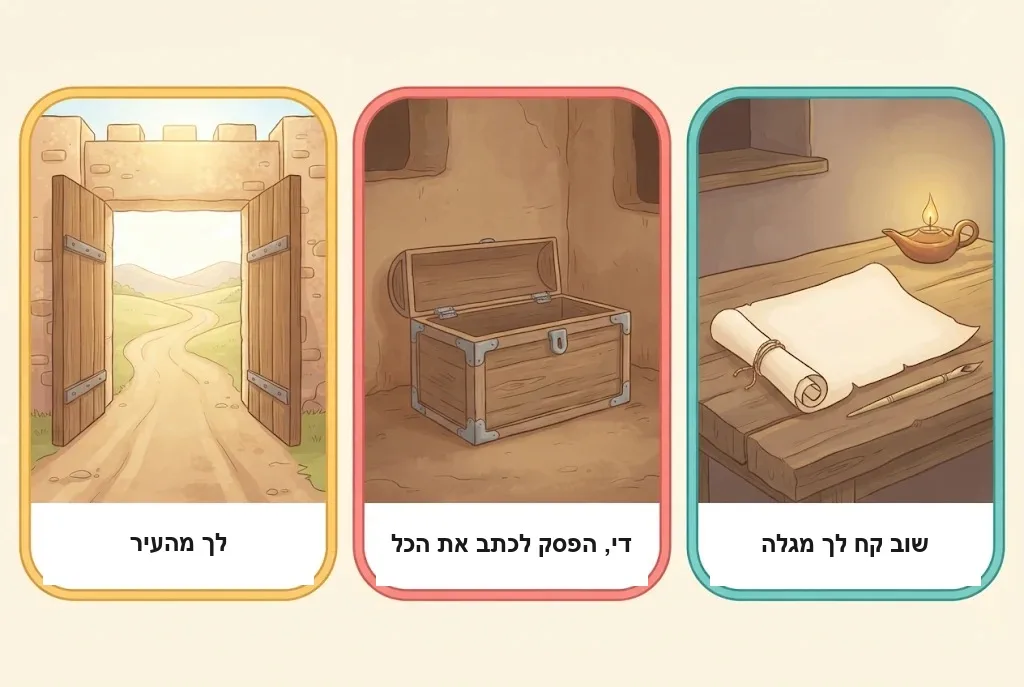 שוב קח לך מגלה
די, הפסק לכתב את הכל
לך מהעיר